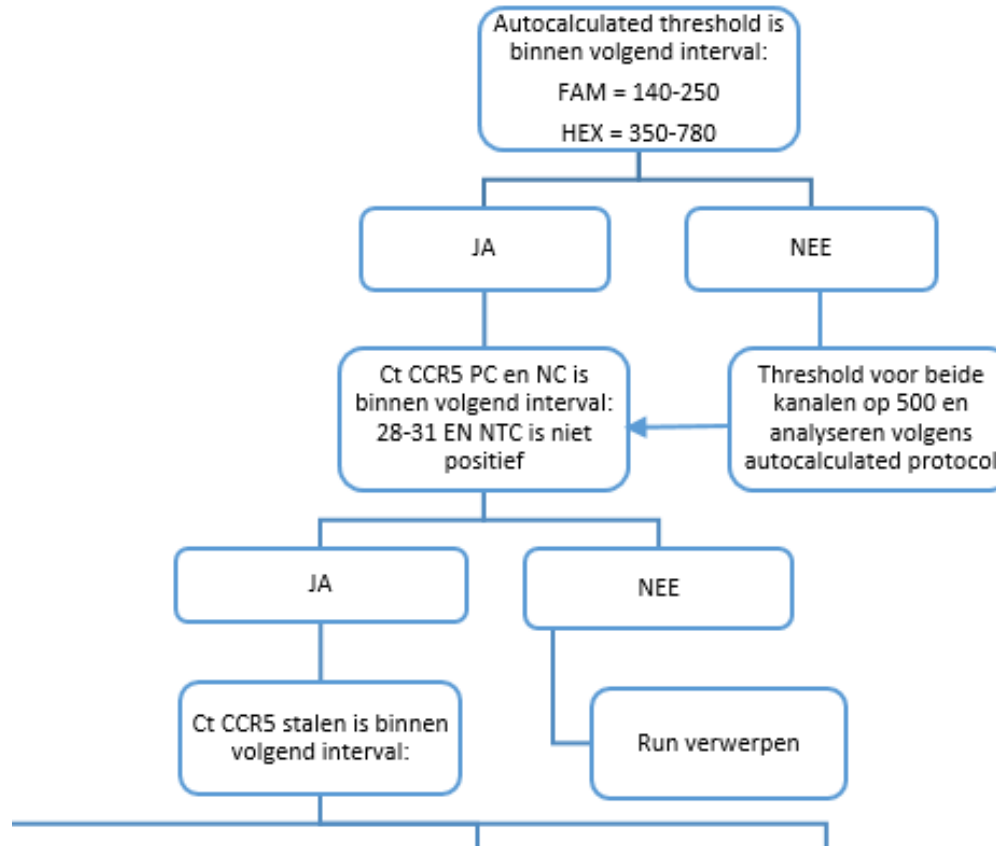 Autocalculated threshold is
binnen volgend interval:
FAM = 140-250
HEX = 350-780
JA
NEE
Ct CCR5 PC en NC is
binnen volgend interval:
28-31 EN NTC is niet
positief
Threshold voor beide
kanalen op 500 en
analyseren volgens
autocalculated protocol
JA
NEE
Ct CCR5 stalen is binnen
volgend interval:
Run verwerpen